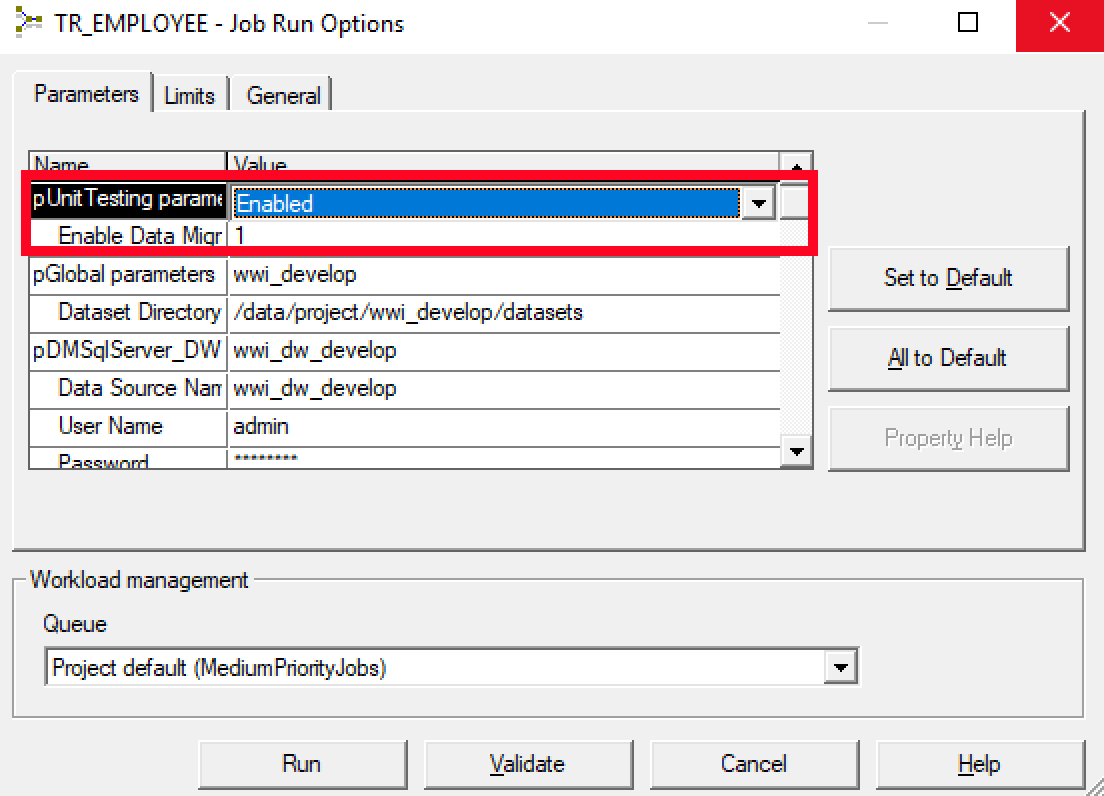 TR_EMPLOYEE - Job Run Options
Parameters Limits General
Name Value
pUnitTesting parame Enabled
Enable Data Migr 1
pGlobal parameters wwi_develop
Dataset Directory /data/project/wwi_develop/datasets
pDMSqlServer_DW wwi_dw_develop
Data Source Nam wwi_dw_develop
User Name admin
Password ********
Set to Default
All to Default
Property Help
Workload management
Queue
Project default (MediumPriorityJobs)
Run Validate Cancel Help